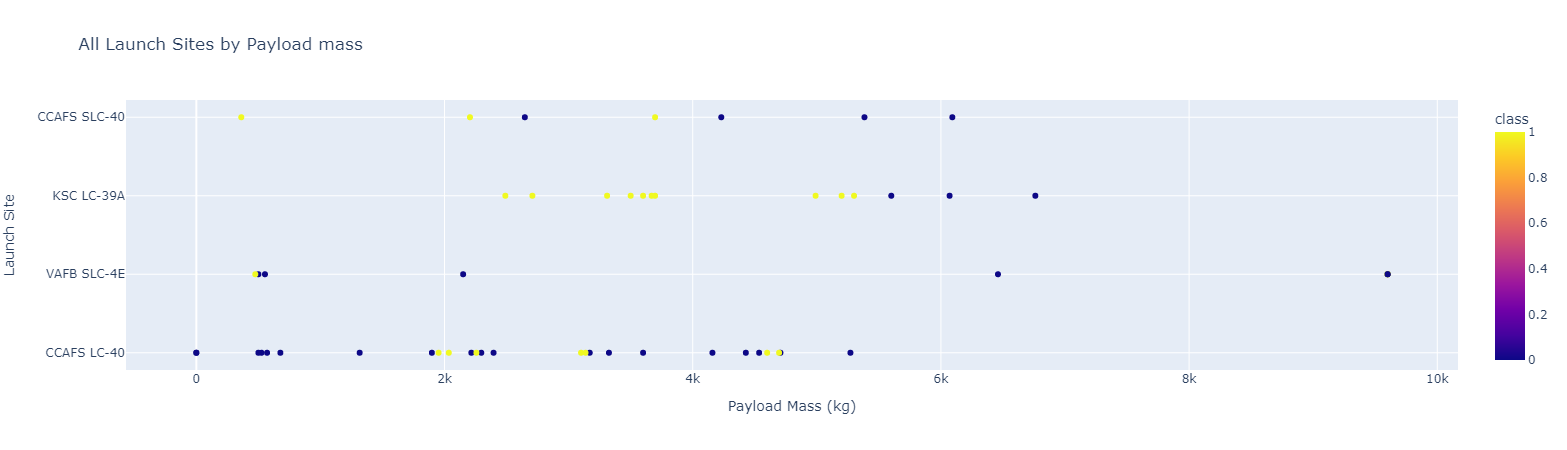 All Launch Sites by Payload mass
CCAFS SLC-40
KSC LC-39A
VAFB SLC-4E
CCAFS LC-40
Launch Site
0
2k
4k
6k
8k
10k
Payload Mass (kg)
class
1
0.8
0.6
0.4
0.2
0